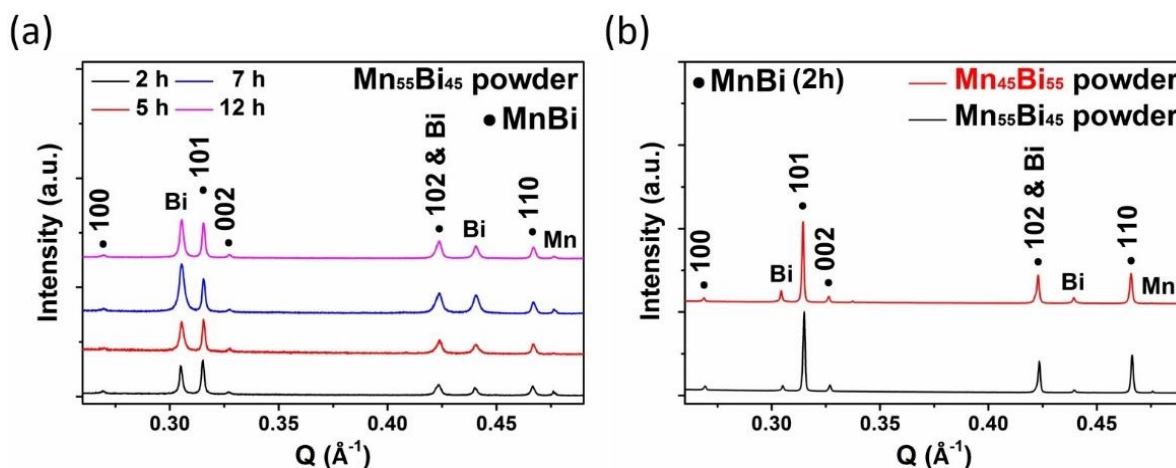 (a)
2 h
7 h
5 h
12 h
Mn₅₅Bi₄₅ powder
• MnBi
100
Bi
101
002
102 & Bi
Bi
110
Mn
Intensity (a.u.)
0.30
0.35
0.40
0.45
Q (Å⁻¹)
(b)
• MnBi (2h)
Mn₄₅Bi₅₅ powder
Mn₅₅Bi₄₅ powder
100
Bi
101
002
102 & Bi
Bi
110
Mn
Intensity (a.u.)
0.30
0.35
0.40
0.45
Q (Å⁻¹)